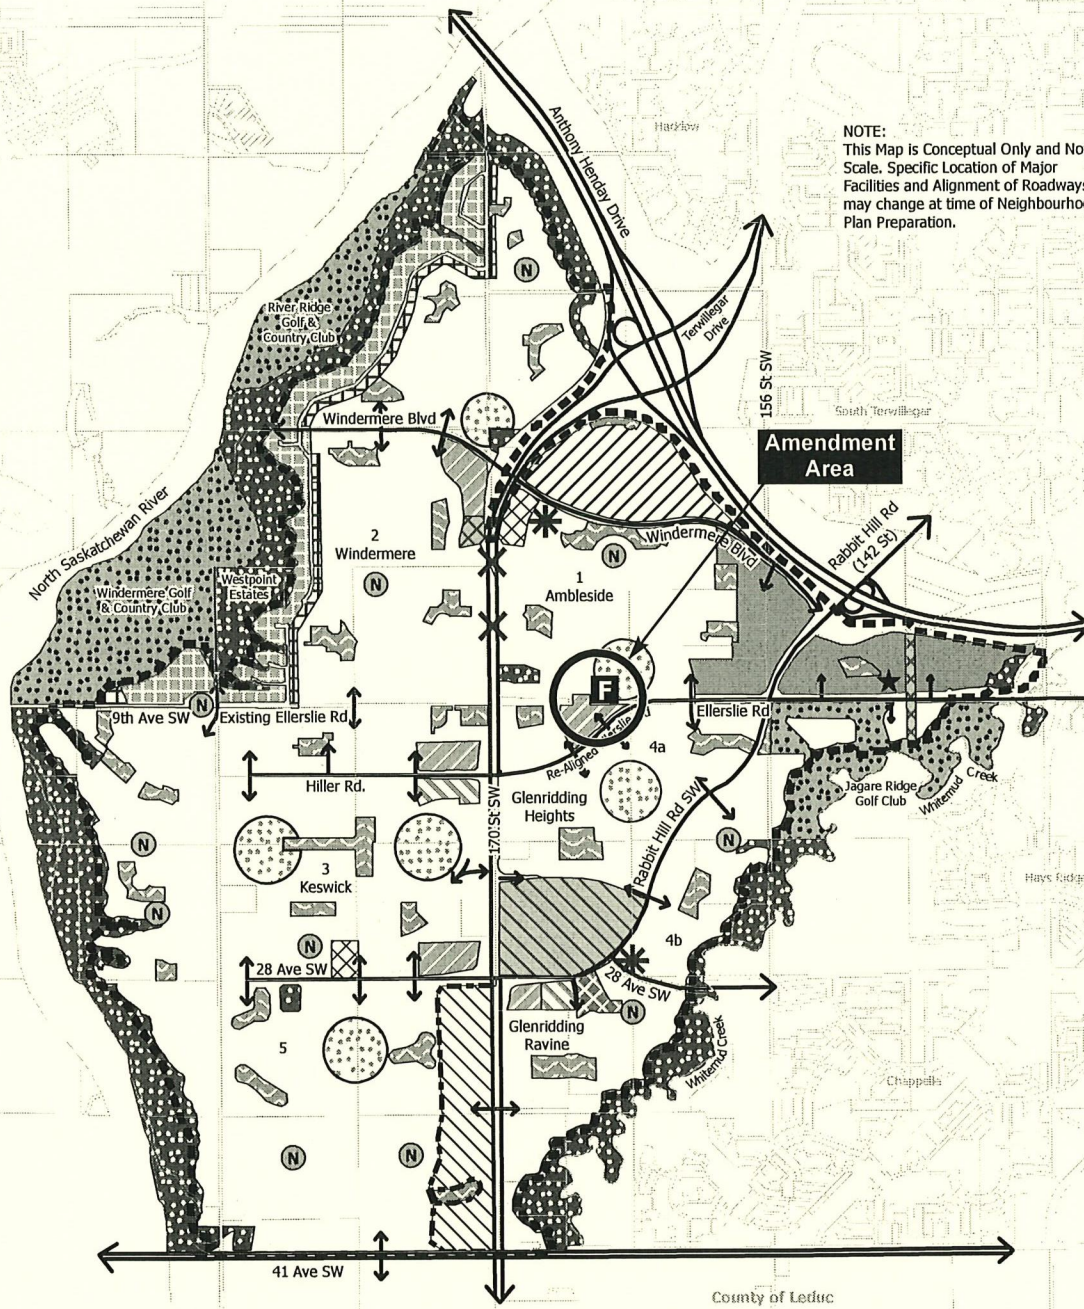 NOTE:
This Map is Conceptual Only and No
Scale. Specific Location of Major
Facilities and Alignment of Roadways
may change at time of Neighbourho
Plan Preparation.
Anthony Henday Drive
Haddow
N
River Ridge
Golf &
Country Club
Terwillegar
Drive
156 St SW
South Terwillegar
Windermere Blvd
Amendment
Area
North Saskatchewan River
Rabbit Hill Rd
(142 St)
2
Windermere
N
Windermere Blvd
N
1
Ambleside
Westpoint
Estates
Windermere Golf
& Country Club
F
9th Ave SW
N
Existing Ellerslie Rd
Ellerslie Rd
Re-Aligned
4a
Hiller Rd.
Glenridding
Heights
170 St SW
Rabbit Hill Rd SW
Jagare Ridge
Golf Club
Whitemud Creek
N
N
3
Keswick
Hays Ridge
N
N
4b
28 Ave SW
28 Ave SW
N
5
Glenridding
Ravine
Whitemud Creek
Chappelle
N
N
41 Ave SW
County of Leduc